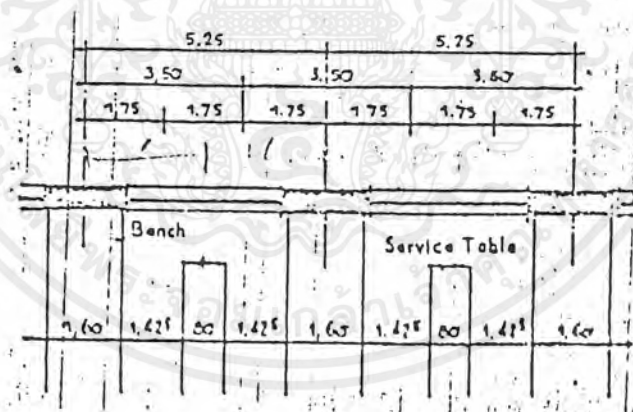 5.25 5.25
3,50 3,50 3,50
1.75 1.75 1.75 1.75 1.75 1.75
Bench Service Table
1,60 1,42⁵ 80 1,42⁵ 1,60 1,42⁵ 80 1,42⁵ 1,60